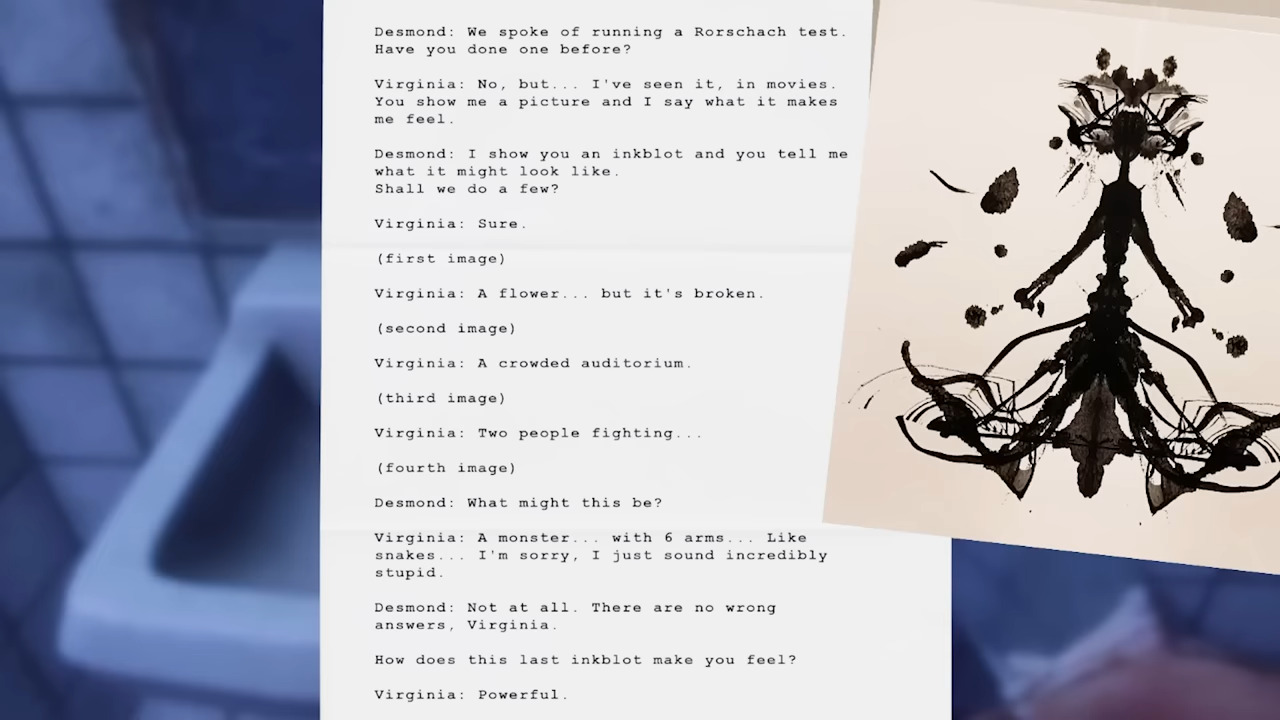 Desmond: We spoke of running a Rorschach test.
Have you done one before?
Virginia: No, but... I've seen it, in movies.
You show me a picture and I say what it makes
me feel.
Desmond: I show you an inkblot and you tell me
what it might look like.
Shall we do a few?
Virginia: Sure.
(first image)
Virginia: A flower... but it's broken.
(second image)
Virginia: A crowded auditorium.
(third image)
Virginia: Two people fighting...
(fourth image)
Desmond: What might this be?
Virginia: A monster... with 6 arms... Like
snakes... I'm sorry, I just sound incredibly
stupid.
Desmond: Not at all. There are no wrong
answers, Virginia.
How does this last inkblot make you feel?
Virginia: Powerful.